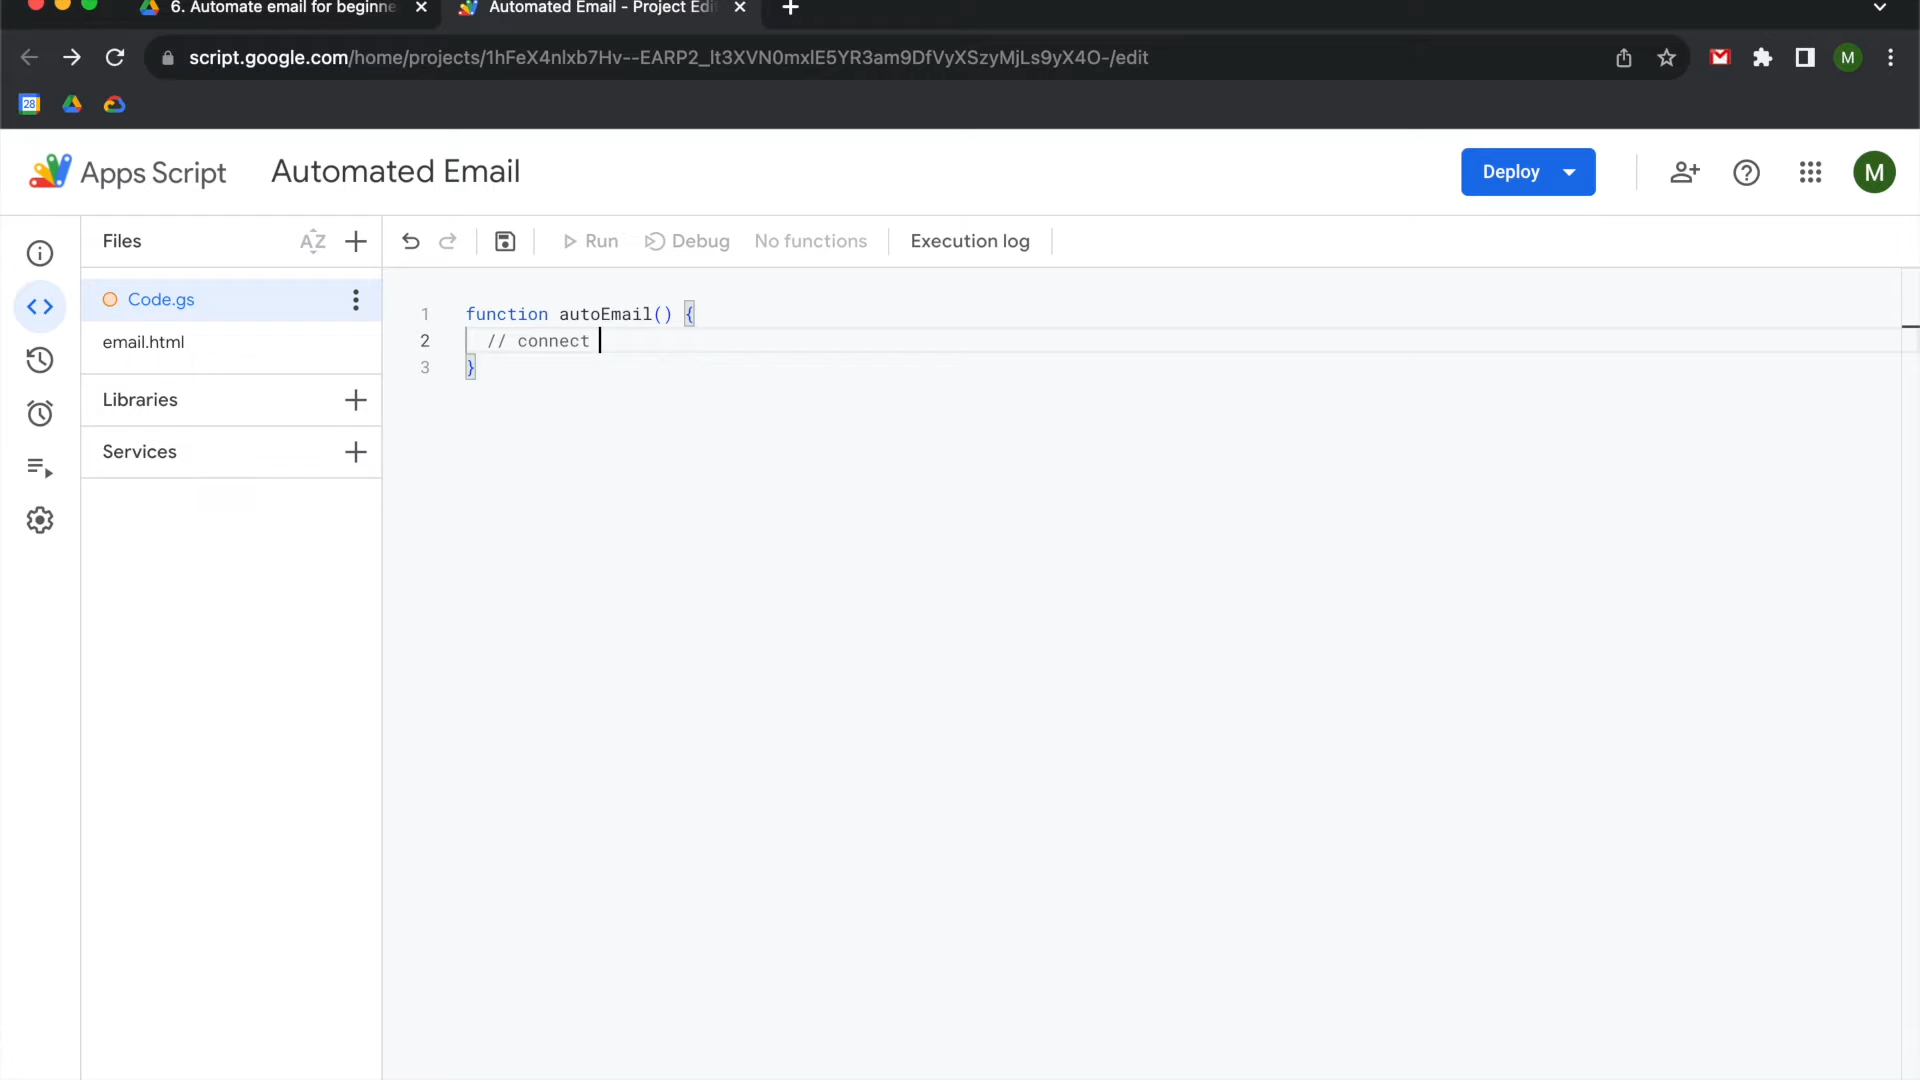 6. Automate email for beginne
Automated Email - Project Edi
script.google.com/home/projects/1hFeX4nlxb7Hv--EARP2_lt3XVN0mxlE5YR3am9DfVyXSzyMjLs9yX4O-/edit
M
28
Apps Script
Automated Email
Deploy
M
Files
AZ
Run
Debug
No functions
Execution log
Code.gs
email.html
Libraries
Services
1 function autoEmail() {
2 // connect
3 }